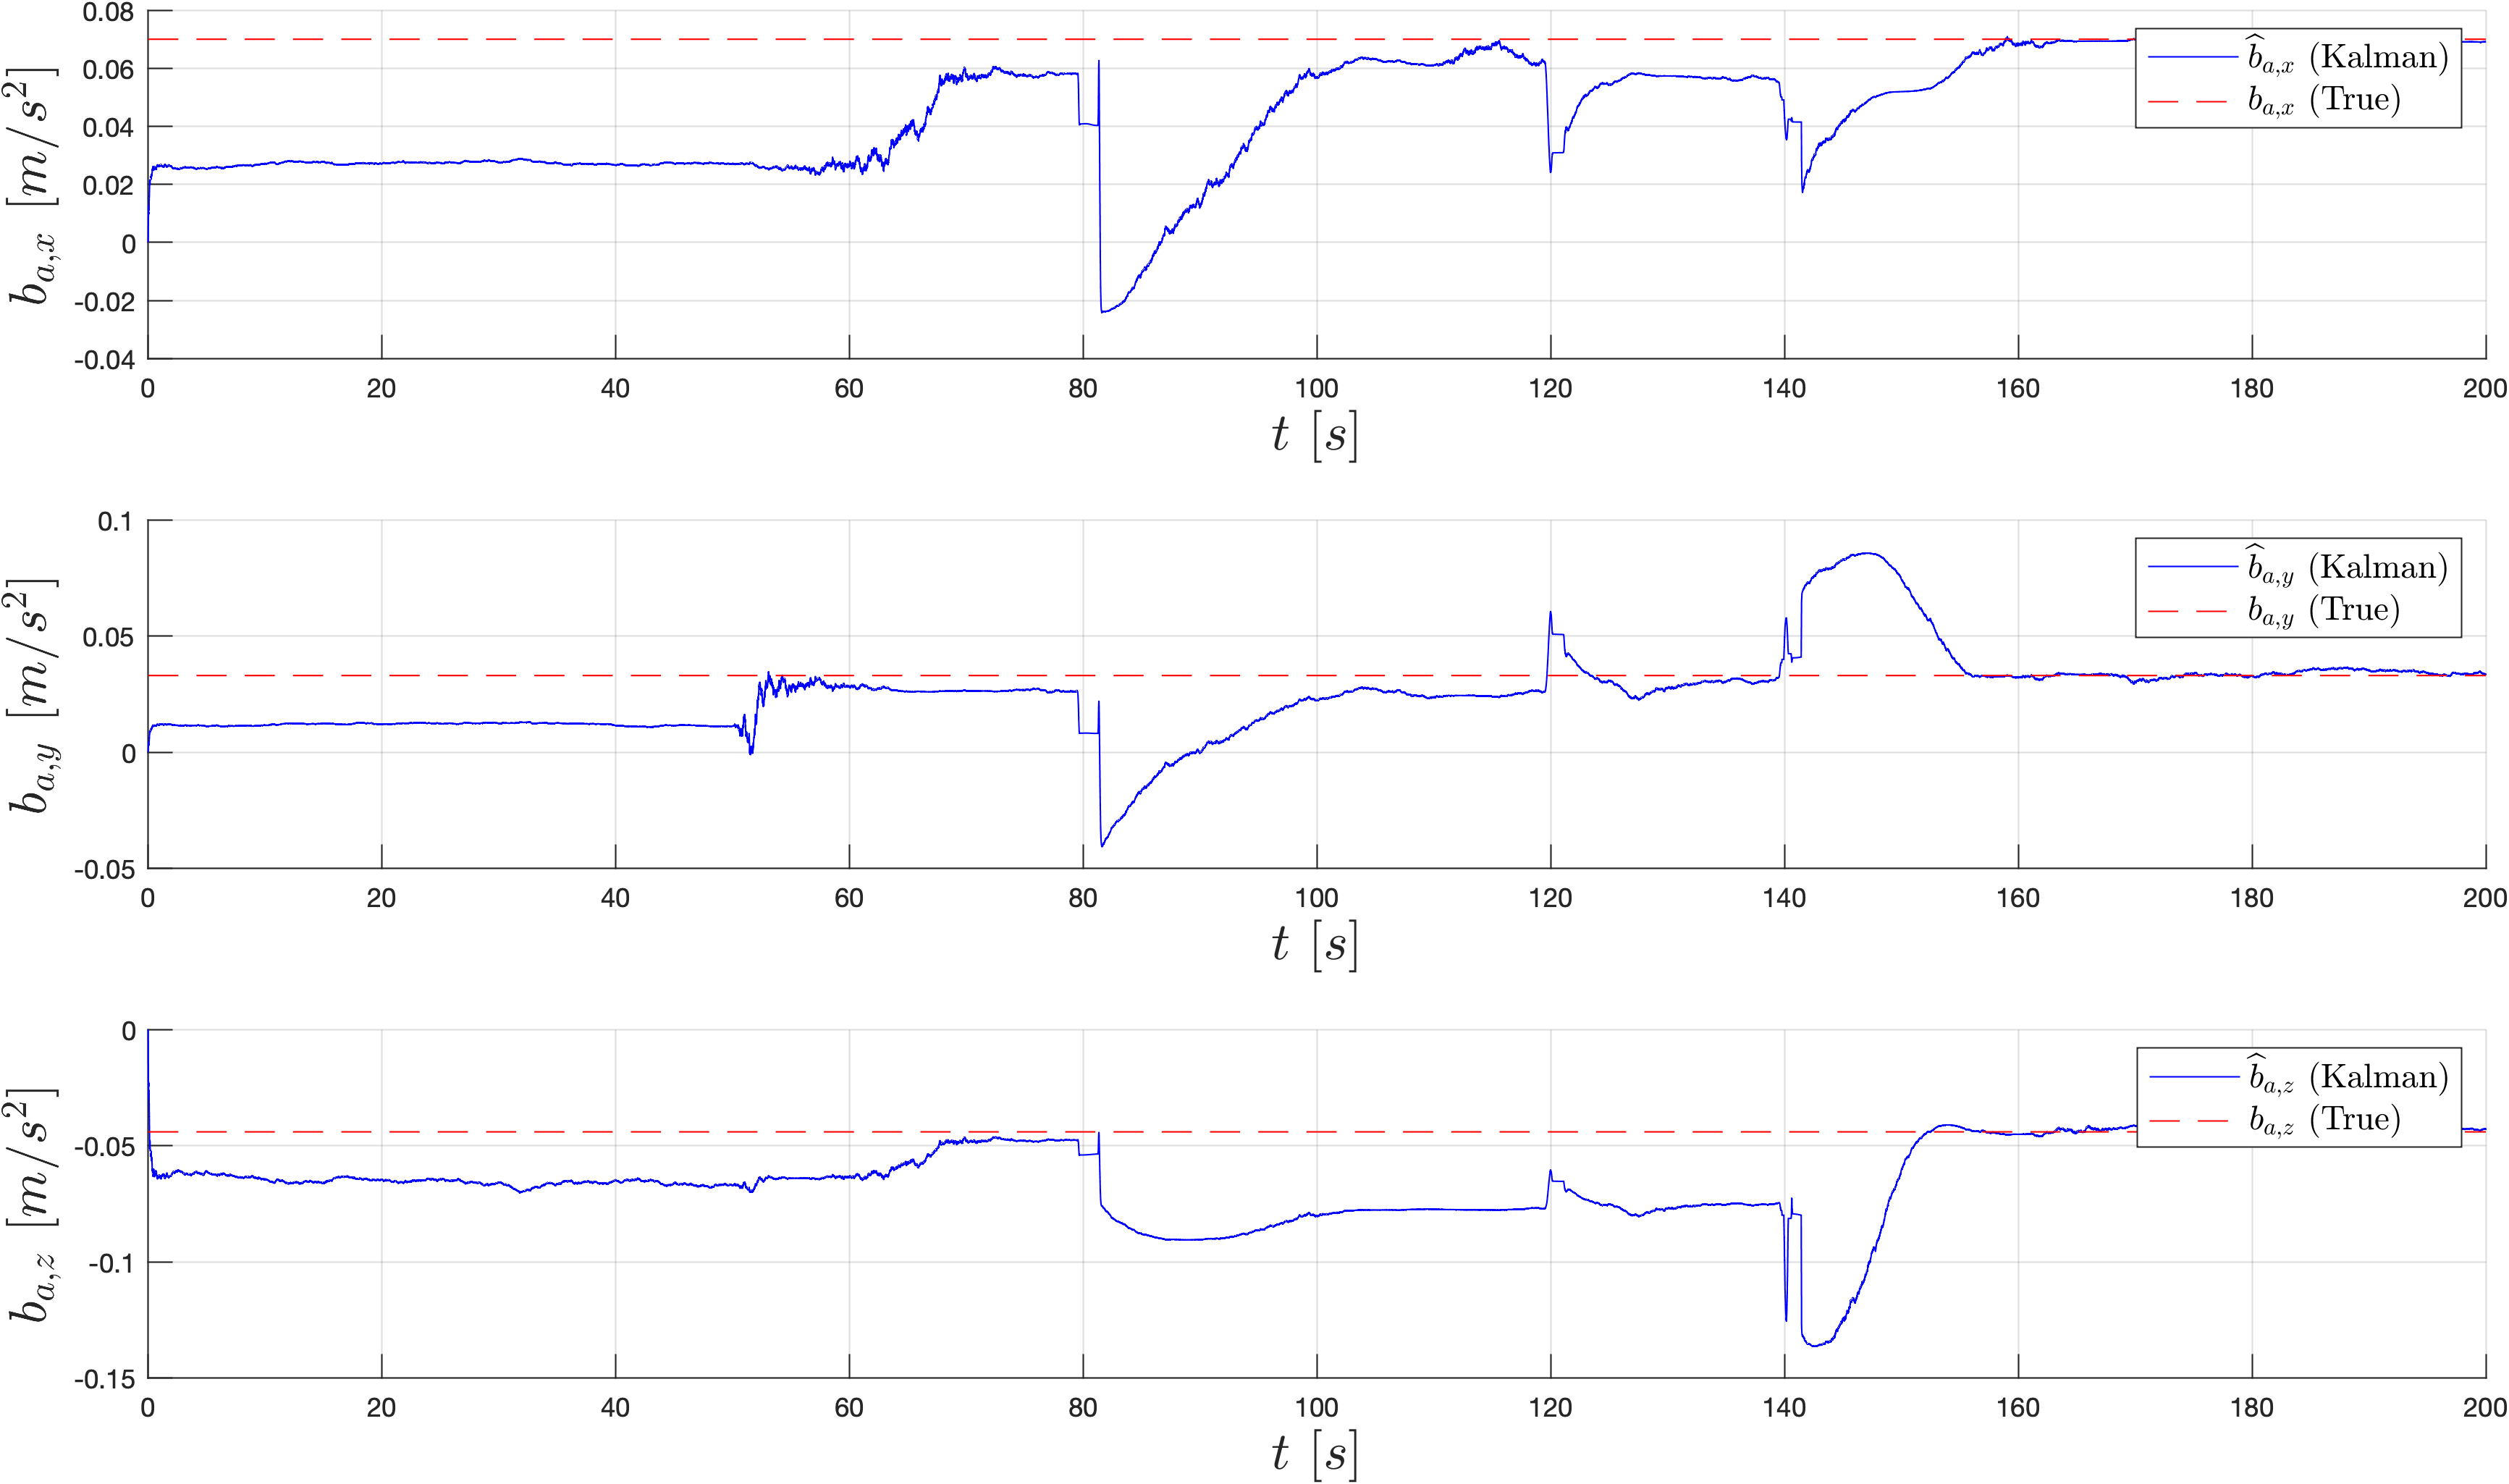 0.08
0.06
0.04
0.02
0
-0.02
-0.04
b_{a,x} [m/s^2]
0 20 40 60 80 100 120 140 160 180 200
t [s]
\widehat{b}_{a,x} (Kalman)
b_{a,x} (True)
0.1
0.05
0
-0.05
b_{a,y} [m/s^2]
0 20 40 60 80 100 120 140 160 180 200
t [s]
\widehat{b}_{a,y} (Kalman)
b_{a,y} (True)
0
-0.05
-0.1
-0.15
b_{a,z} [m/s^2]
0 20 40 60 80 100 120 140 160 180 200
t [s]
\widehat{b}_{a,z} (Kalman)
b_{a,z} (True)